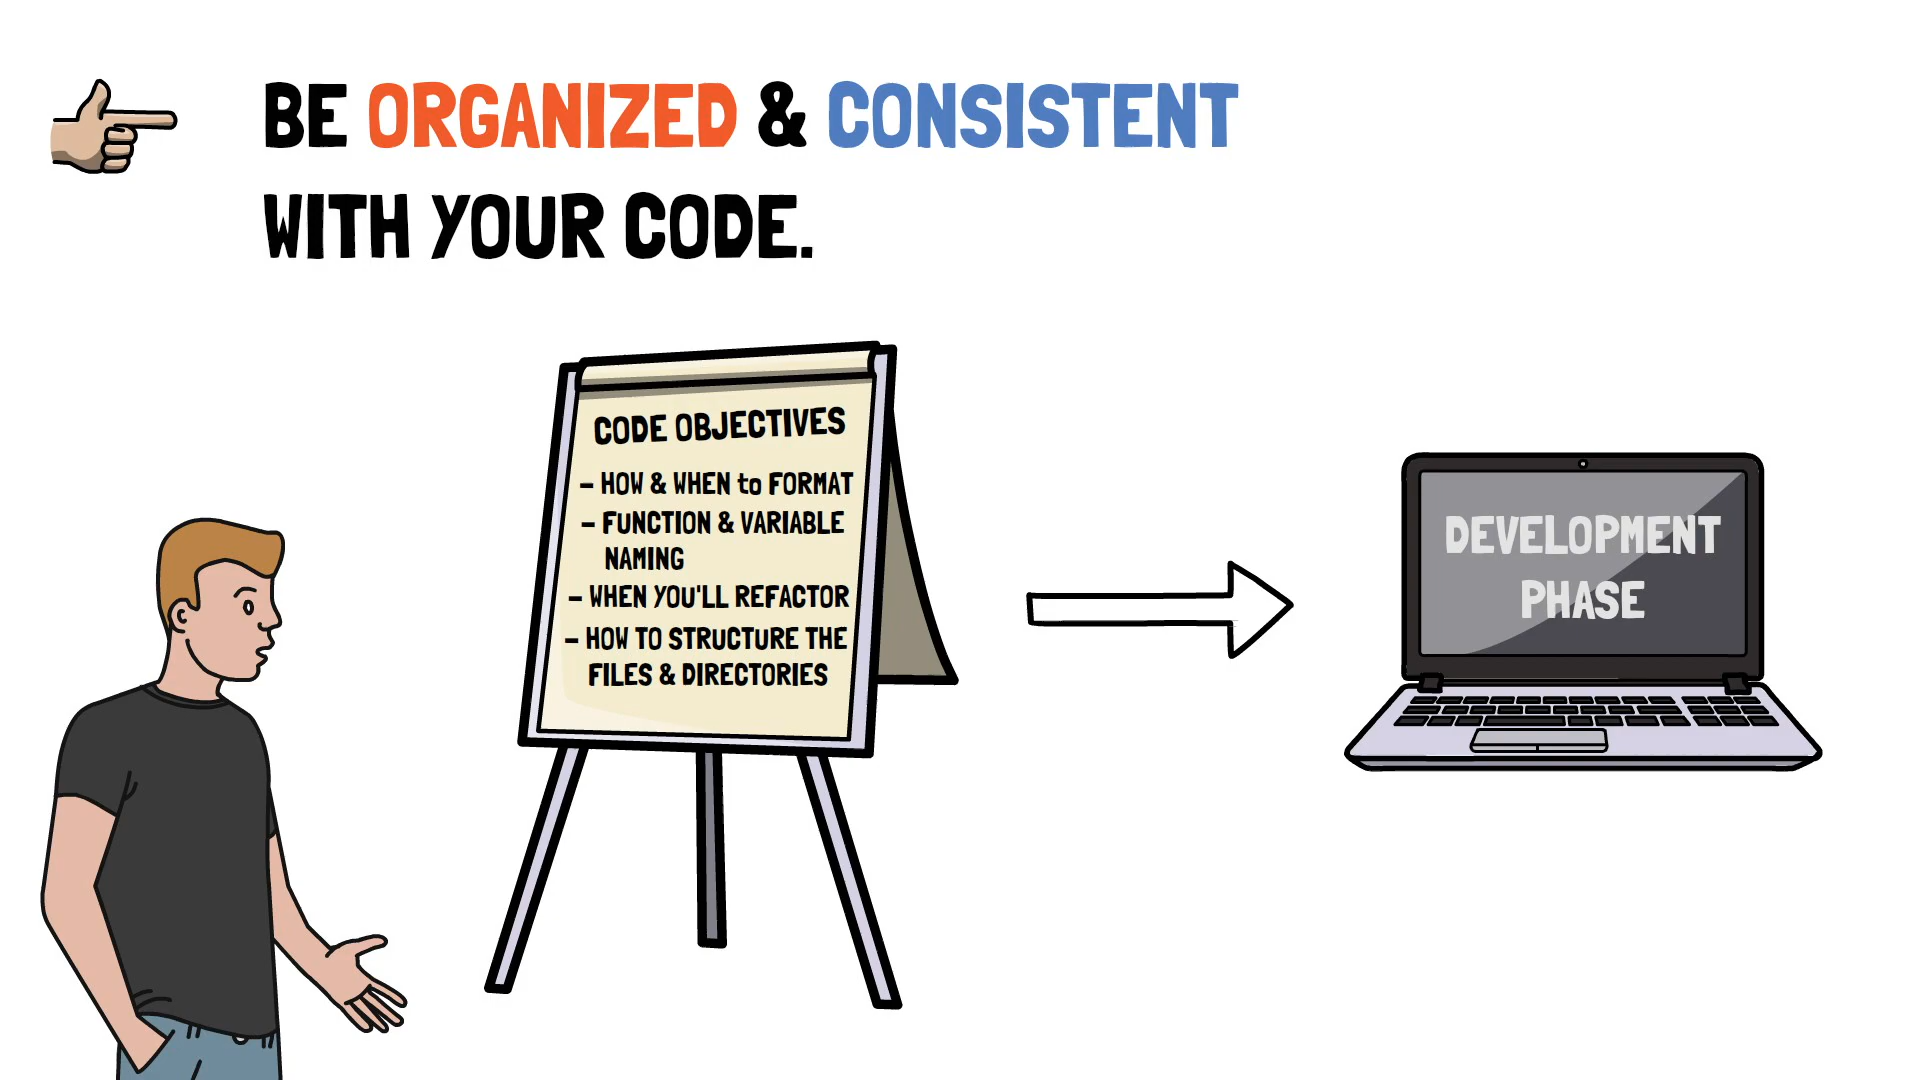 BE ORGANIZED & CONSISTENT
WITH YOUR CODE.
CODE OBJECTIVES
- HOW & WHEN to FORMAT
- FUNCTION & VARIABLE
NAMING
- WHEN YOU'LL REFACTOR
- HOW TO STRUCTURE THE
FILES & DIRECTORIES
DEVELOPMENT
PHASE